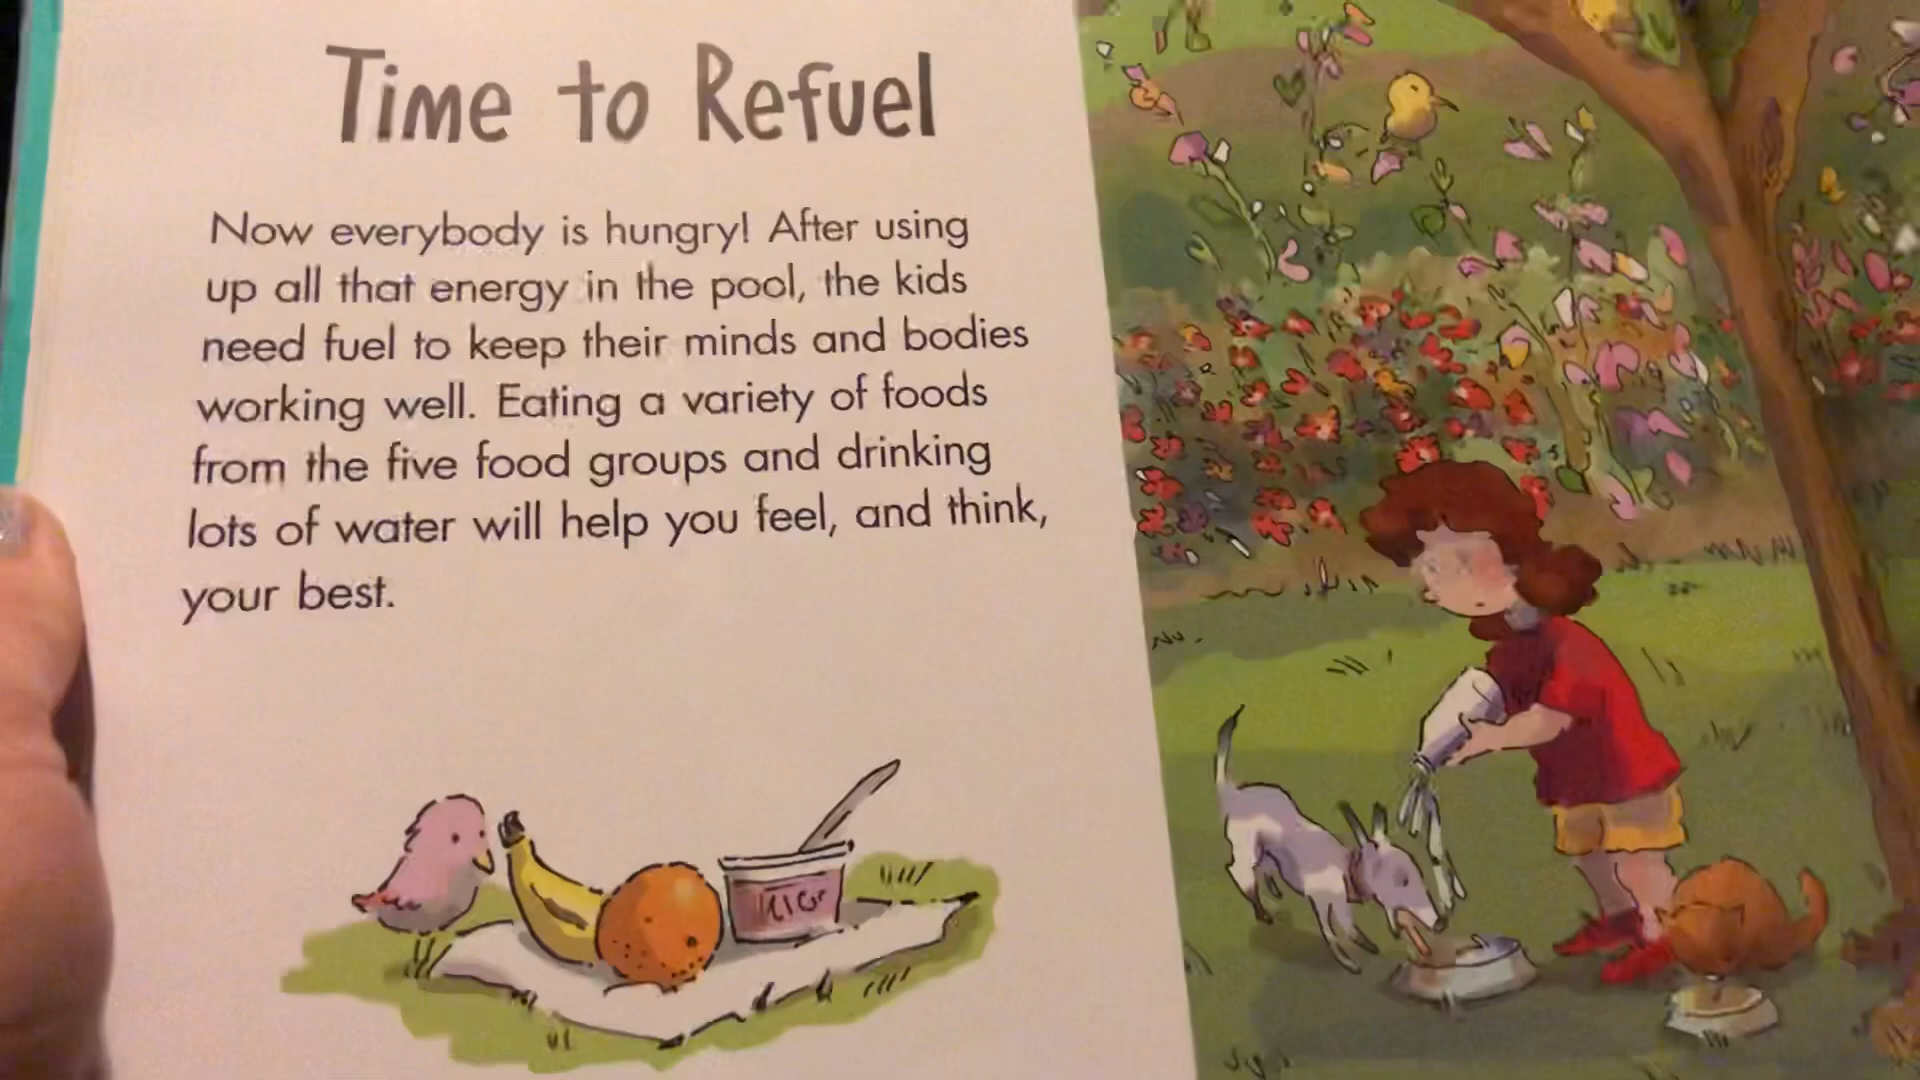 Time to Refuel
Now everybody is hungry! After using
up all that energy in the pool, the kids
need fuel to keep their minds and bodies
working well. Eating a variety of foods
from the five food groups and drinking
lots of water will help you feel, and think,
your best.